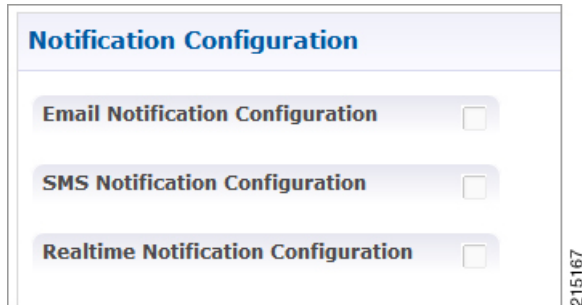 Notification Configuration
Email Notification Configuration
SMS Notification Configuration
Realtime Notification Configuration
215167